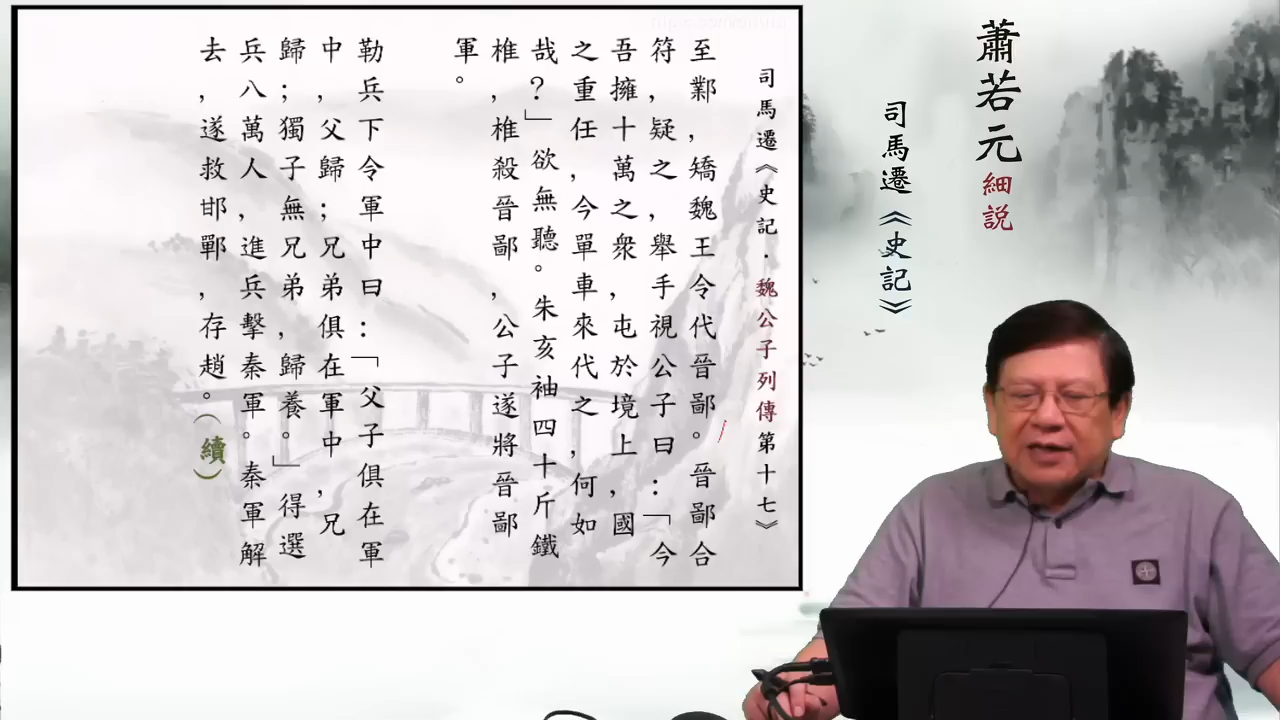 蕭若元細説
司馬遷《史記》
司馬遷《史記．魏公子列傳第十七》
至鄴，矯魏王令代晉鄙。晉鄙合
符，疑之，舉手視公子曰：「今
吾擁十萬之衆，屯於境上，國
之重任，今單車來代之，何如
哉？」欲無聽。朱亥袖四十斤鐵
椎，椎殺晉鄙，公子遂將晉鄙
軍。
勒兵下令軍中曰：「父子俱在軍
中，父歸；兄弟俱在軍中，兄
歸；獨子無兄弟，歸養。」得選
兵八萬人，進兵擊秦軍。秦軍解
去，遂救邯鄲，存趙。（續）